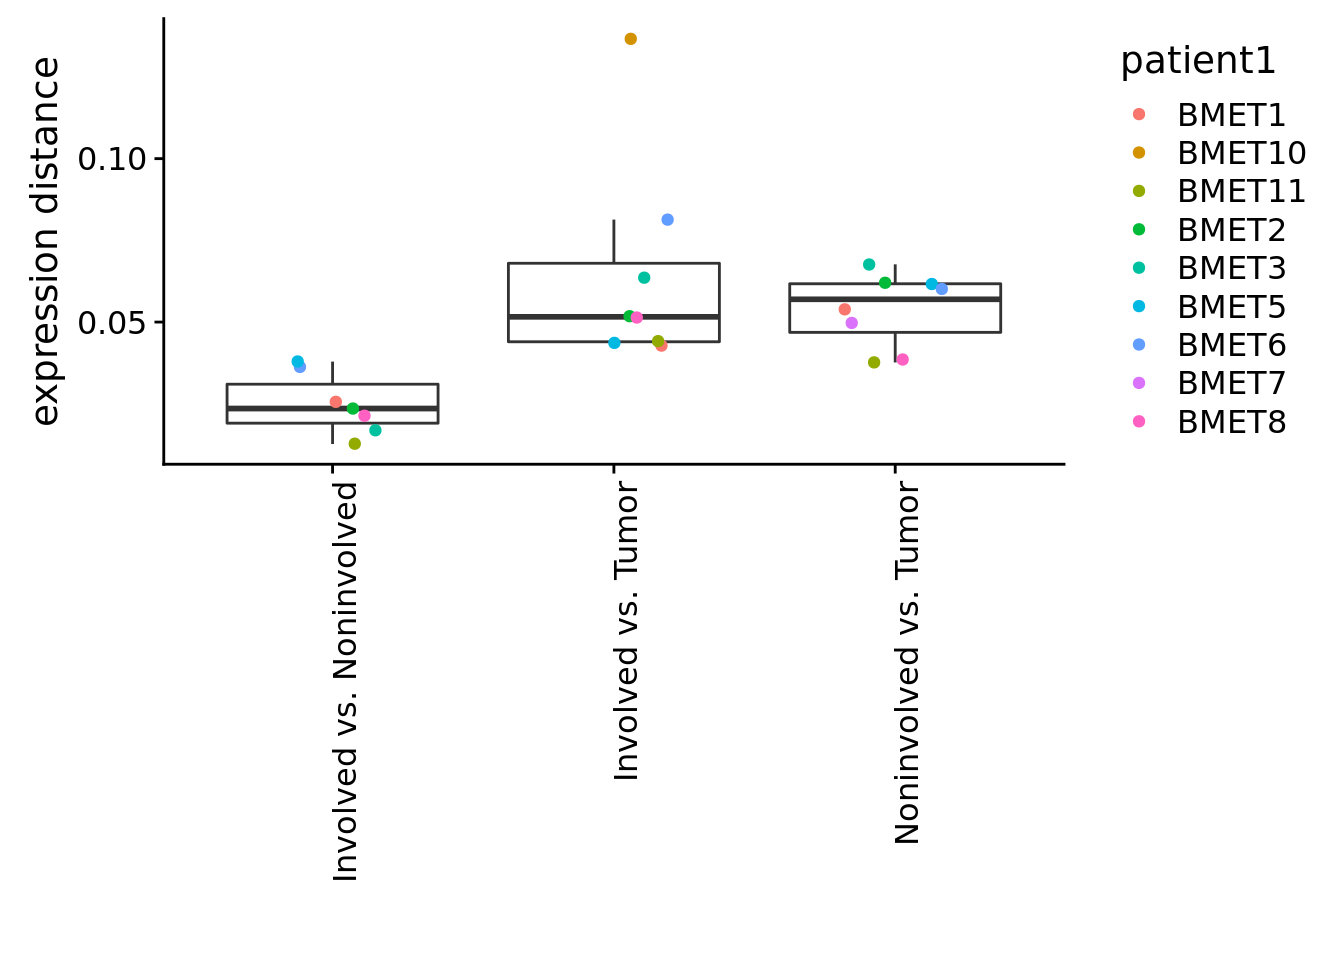 expression distance
0.10
0.05
Involved vs. Noninvolved
Involved vs. Tumor
Noninvolved vs. Tumor
patient1
BMET1
BMET10
BMET11
BMET2
BMET3
BMET5
BMET6
BMET7
BMET8